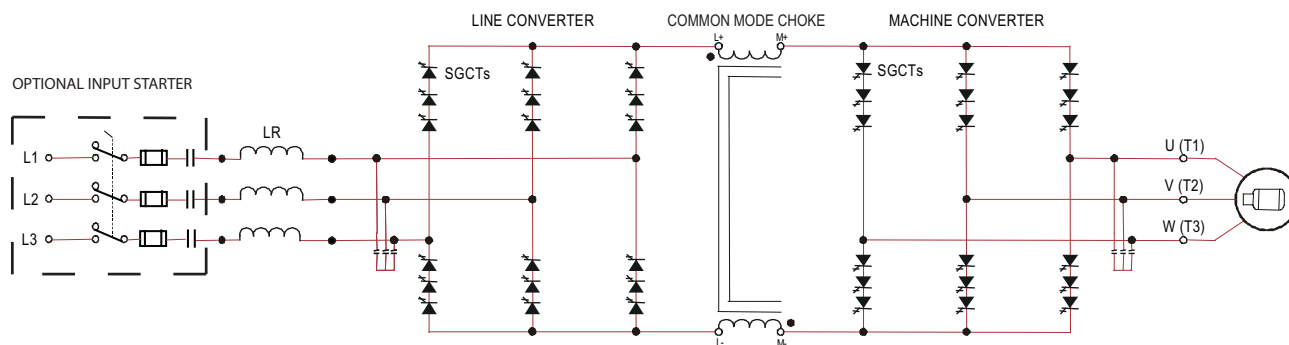 LINE CONVERTER
COMMON MODE CHOKE
MACHINE CONVERTER
L+
M+
OPTIONAL INPUT STARTER
SGCTs
SGCTs
LR
L1
U (T1)
L2
V (T2)
L3
W (T3)
L-
M-